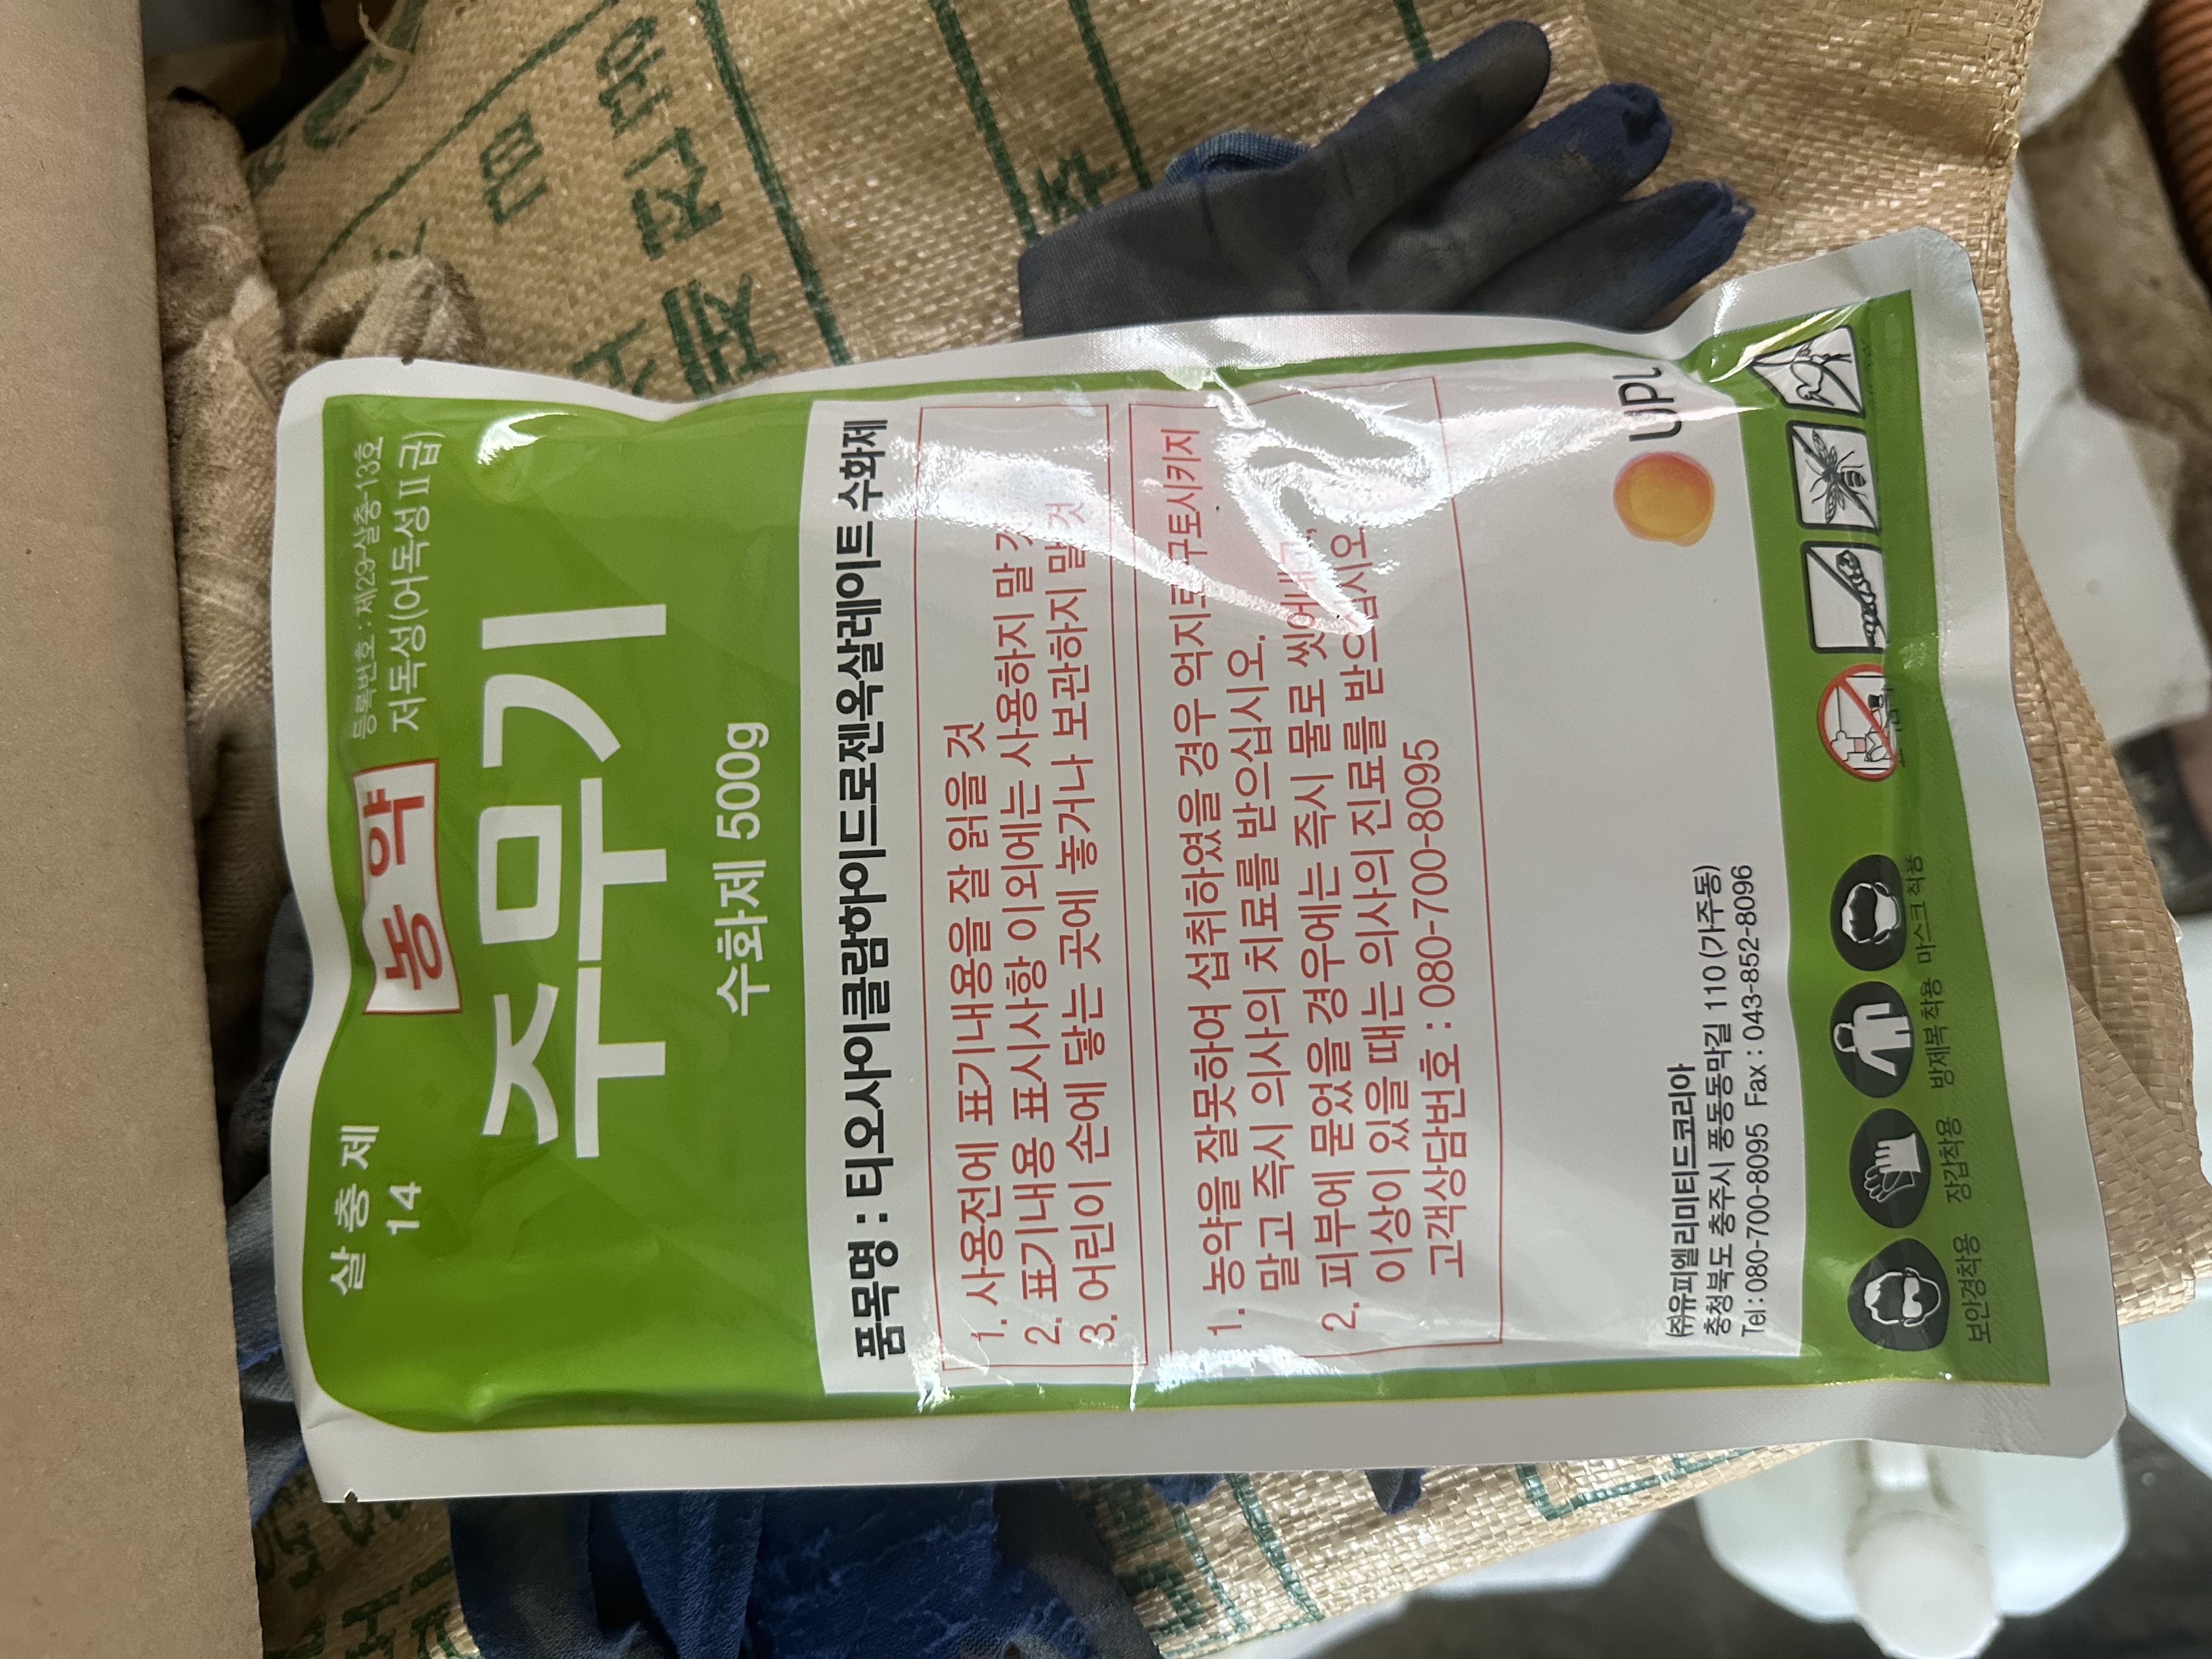 살 충 제
14
농약
등록번호 : 제29-살충-13호
저독성(어독성Ⅱ급)
주무기
수화제 500g
품목명 : 티오사이클람하이드로젠옥살레이트 수화제
1. 사용전에 표기내용을 잘 읽을 것
2. 표기내용 표시사항 이외에는 사용하지 말
3. 어린이 손에 닿는 곳에 놓거나 보관하지 말 것
1. 농약을 잘못하여 섭취하였을 경우 억지로 구토시키지
말고 즉시 의사의 치료를 받으십시오.
2. 피부에 묻었을 경우에는 즉시 물로 씻어내고,
이상이 있을 때는 의사의 진료를 받으십시오.
고객상담번호 : 080-700-8095
UPL
㈜유피엘리미티드코리아
충청북도 충주시 풍동동막길 110 (가주동)
Tel : 080-700-8095 Fax : 043-852-8096
보안경착용 장갑착용 방제복 착용 마스크 착용